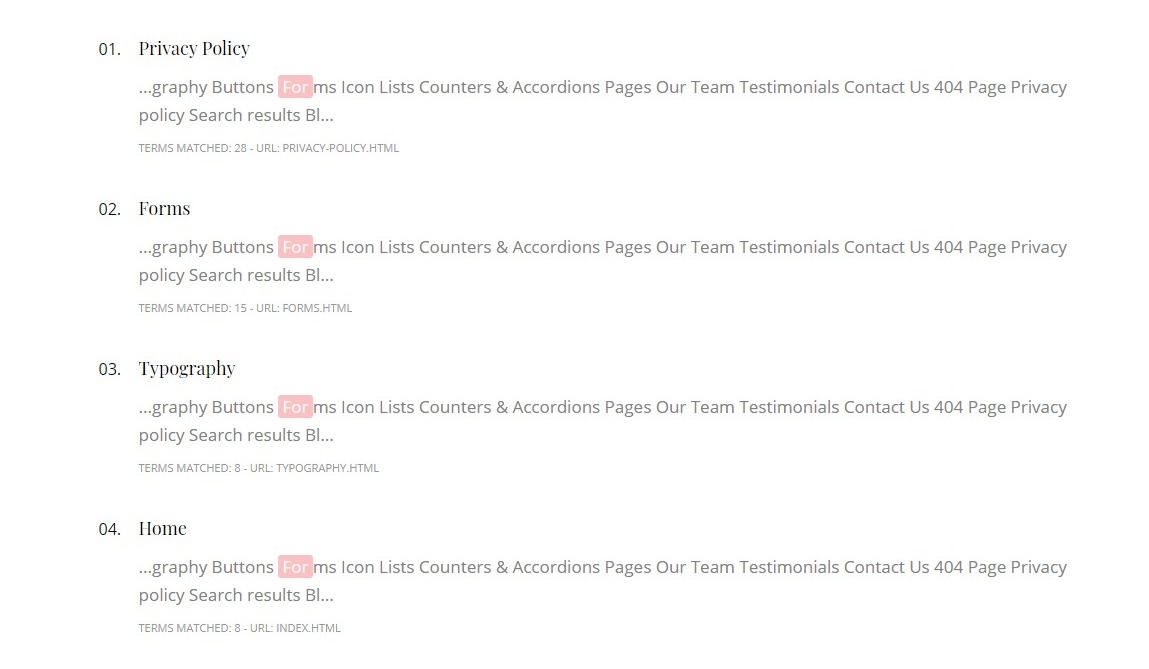 01. Privacy Policy
...graphy Buttons Forms Icon Lists Counters & Accordions Pages Our Team Testimonials Contact Us 404 Page Privacy
policy Search results Bl...
TERMS MATCHED: 28 - URL: PRIVACY-POLICY.HTML
02. Forms
...graphy Buttons Forms Icon Lists Counters & Accordions Pages Our Team Testimonials Contact Us 404 Page Privacy
policy Search results Bl...
TERMS MATCHED: 15 - URL: FORMS.HTML
03. Typography
...graphy Buttons Forms Icon Lists Counters & Accordions Pages Our Team Testimonials Contact Us 404 Page Privacy
policy Search results Bl...
TERMS MATCHED: 8 - URL: TYPOGRAPHY.HTML
04. Home
...graphy Buttons Forms Icon Lists Counters & Accordions Pages Our Team Testimonials Contact Us 404 Page Privacy
policy Search results Bl...
TERMS MATCHED: 8 - URL: INDEX.HTML